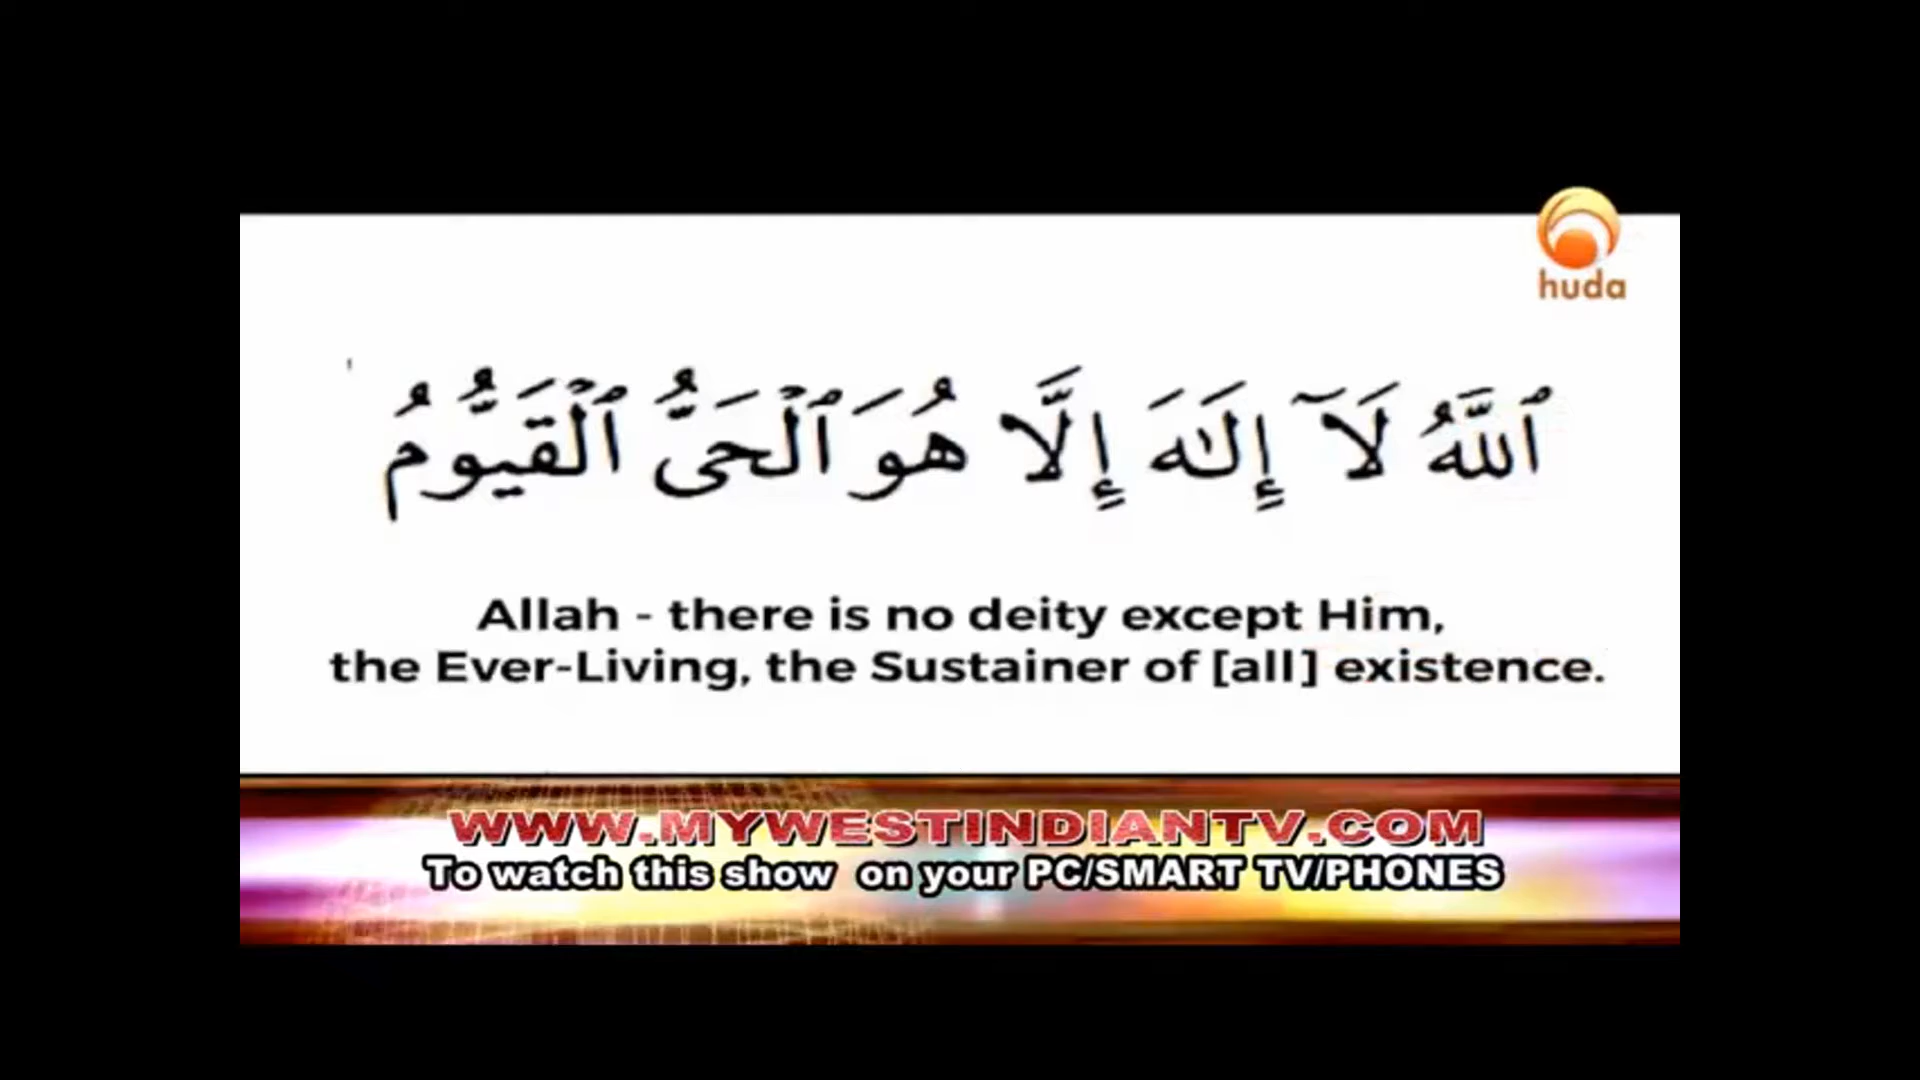 huda
ٱللَّهُ لَآ إِلَٰهَ إِلَّا هُوَ ٱلْحَىُّ ٱلْقَيُّومُ
Allah - there is no deity except Him,
the Ever-Living, the Sustainer of [all] existence.
WWW.MYWESTINDIANTV.COM
To watch this show on your PC/SMART TV/PHONES